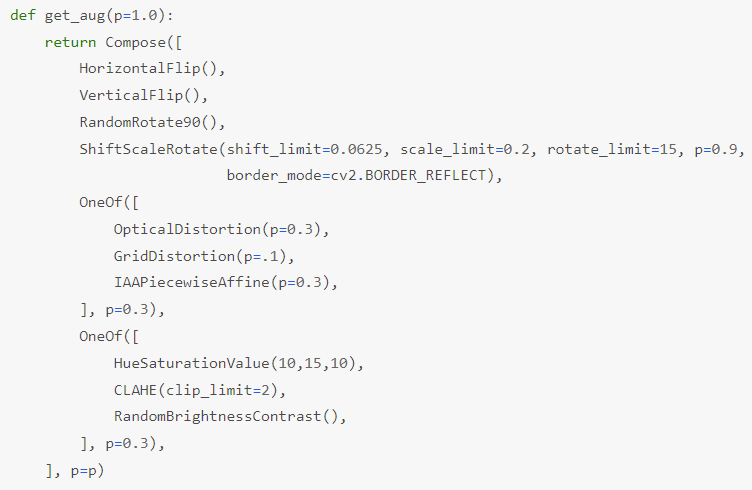 def get_aug(p=1.0):
    return Compose([
        HorizontalFlip(),
        VerticalFlip(),
        RandomRotate90(),
        ShiftScaleRotate(shift_limit=0.0625, scale_limit=0.2, rotate_limit=15, p=0.9,
                         border_mode=cv2.BORDER_REFLECT),
        OneOf([
            OpticalDistortion(p=0.3),
            GridDistortion(p=.1),
            IAAPiecewiseAffine(p=0.3),
        ], p=0.3),
        OneOf([
            HueSaturationValue(10,15,10),
            CLAHE(clip_limit=2),
            RandomBrightnessContrast(),
        ], p=0.3),
    ], p=p)